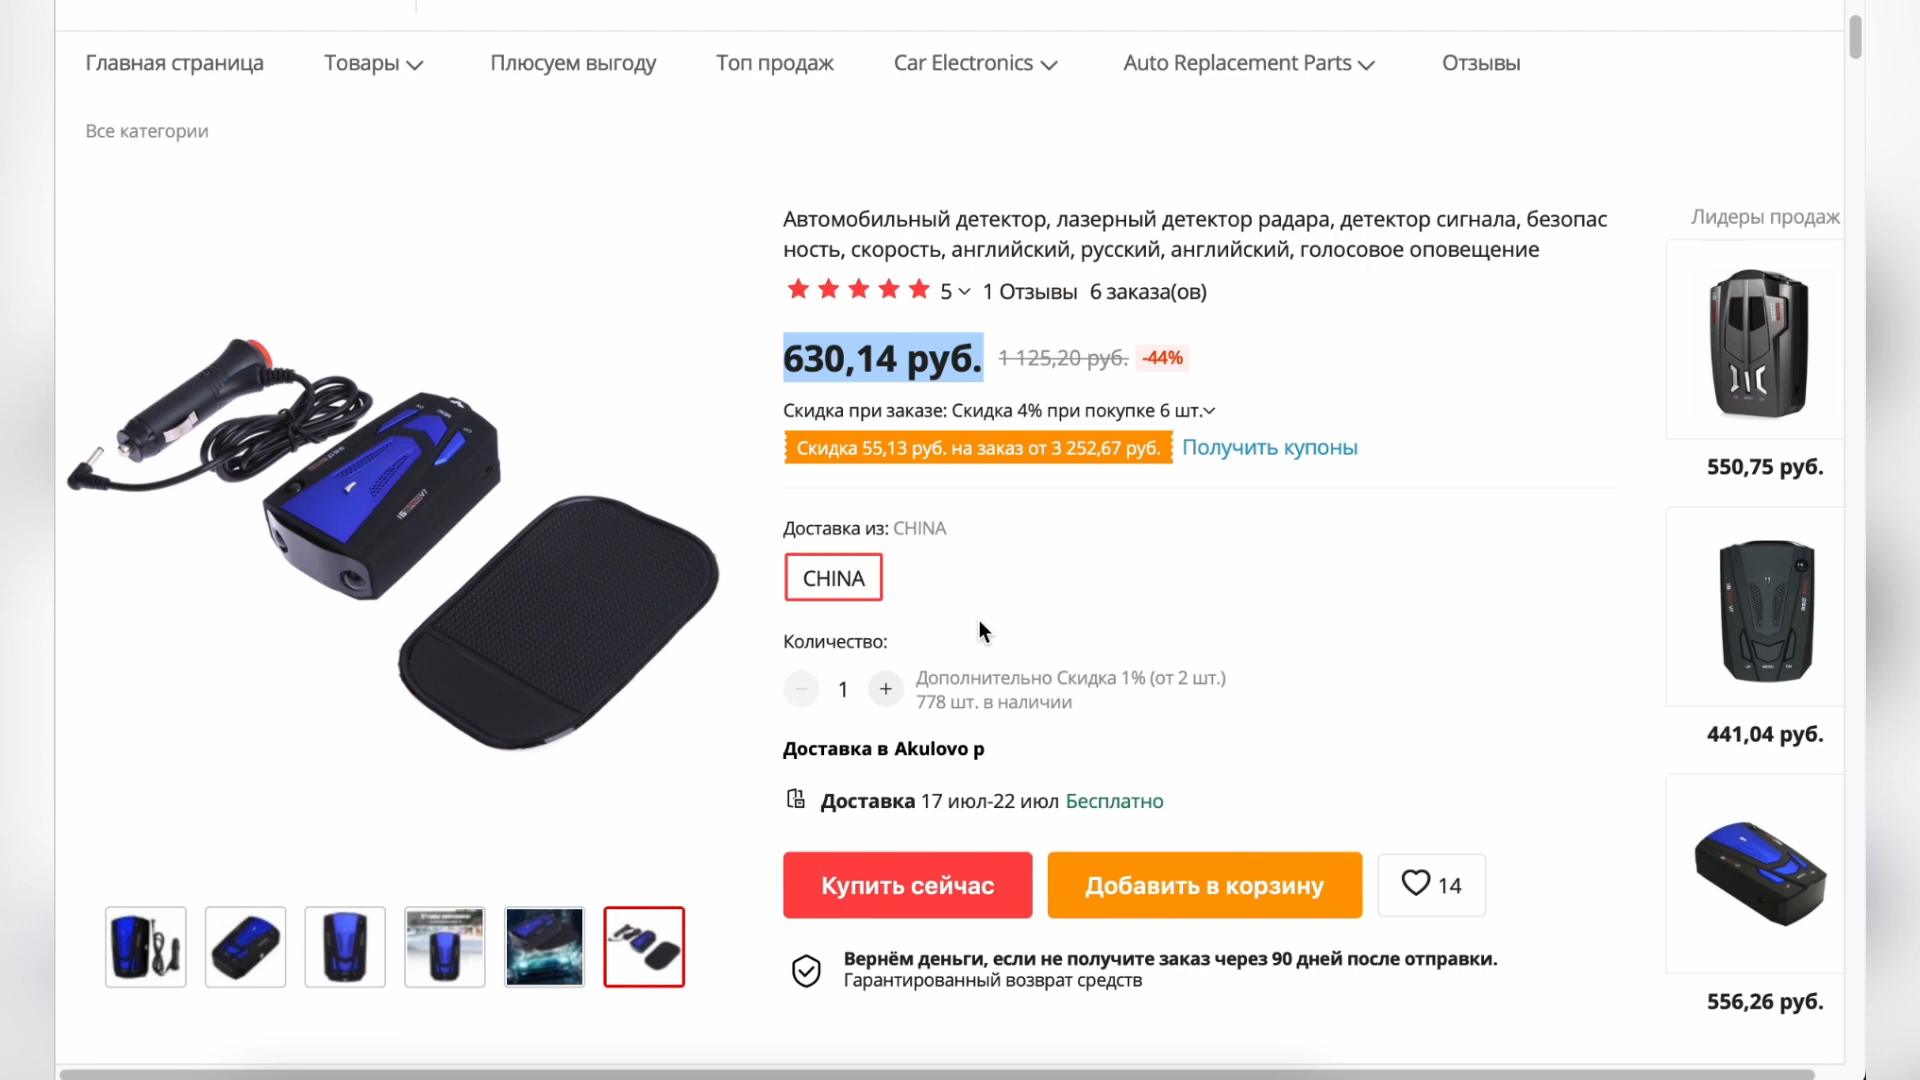 Главная страница
Товары
Плюсуем выгоду
Топ продаж
Car Electronics
Auto Replacement Parts
Отзывы
Все категории
Автомобильный детектор, лазерный детектор радара, детектор сигнала, безопас
ность, скорость, английский, русский, английский, голосовое оповещение
5 1 Отзывы 6 заказа(ов)
630,14 руб. 1 125,20 руб. -44%
Скидка при заказе: Скидка 4% при покупке 6 шт.
Скидка 55,13 руб. на заказ от 3 252,67 руб. Получить купоны
Доставка из: CHINA
CHINA
Количество:
1
Дополнительно Скидка 1% (от 2 шт.)
778 шт. в наличии
Доставка в Akulovo p
Доставка 17 июл-22 июл Бесплатно
Купить сейчас
Добавить в корзину
14
Вернём деньги, если не получите заказ через 90 дней после отправки.
Гарантированный возврат средств
Лидеры продаж
550,75 руб.
441,04 руб.
556,26 руб.